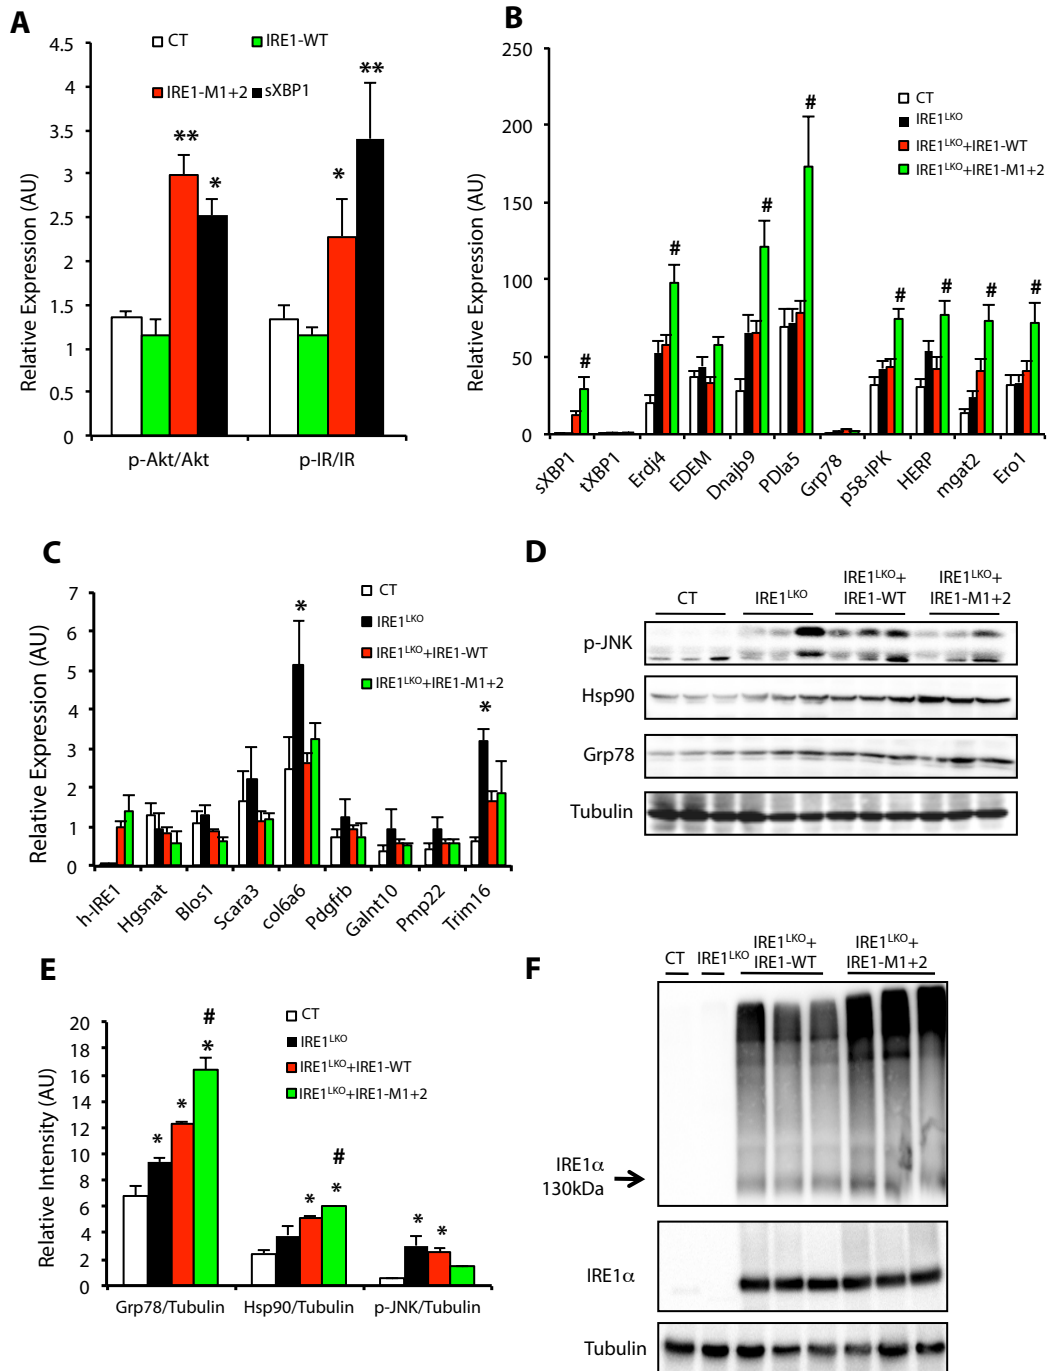 A
CT
IRE1-WT
IRE1-M1+2
sXBP1
Relative Expression (AU)
4.5
4
3.5
3
2.5
2
1.5
1
0.5
0
**
*
*
**
p-Akt/Akt
p-IR/IR
B
CT
IRE1LKO
IRE1LKO+IRE1-WT
IRE1LKO+IRE1-M1+2
Relative Expression (AU)
250
200
150
100
50
0
#
#
#
#
#
#
#
#
sXBP1
tXBP1
Erdj4
EDEM
Dnajb9
PDIa5
Grp78
p58-IPK
HERP
mgat2
Ero1
C
CT
IRE1LKO
IRE1LKO+IRE1-WT
IRE1LKO+IRE1-M1+2
Relative Expression (AU)
7
6
5
4
3
2
1
0
*
*
h-IRE1
Hgsnat
Blos1
Scara3
col6a6
Pdgfrb
Galnt10
Pmp22
Trim16
D
CT
IRE1LKO
IRE1LKO+
IRE1-WT
IRE1LKO+
IRE1-M1+2
p-JNK
Hsp90
Grp78
Tubulin
E
CT
IRE1LKO
IRE1LKO+IRE1-WT
IRE1LKO+IRE1-M1+2
Relative Intensity (AU)
20
18
16
14
12
10
8
6
4
2
0
*
*
#
*
*
#
*
*
*
Grp78/Tubulin
Hsp90/Tubulin
p-JNK/Tubulin
F
CT
IRE1LKO
IRE1LKO+
IRE1-WT
IRE1LKO+
IRE1-M1+2
IRE1α
130kDa
IRE1α
Tubulin